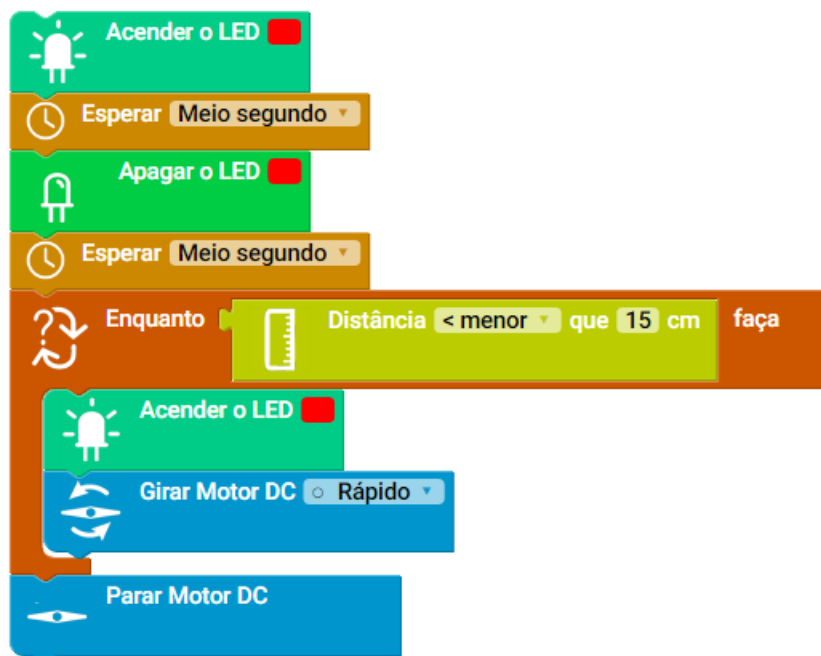 Acender o LED
Esperar Meio segundo
Apagar o LED
Esperar Meio segundo
Enquanto Distância < menor que 15 cm faça
Acender o LED
Girar Motor DC Rápido
Parar Motor DC